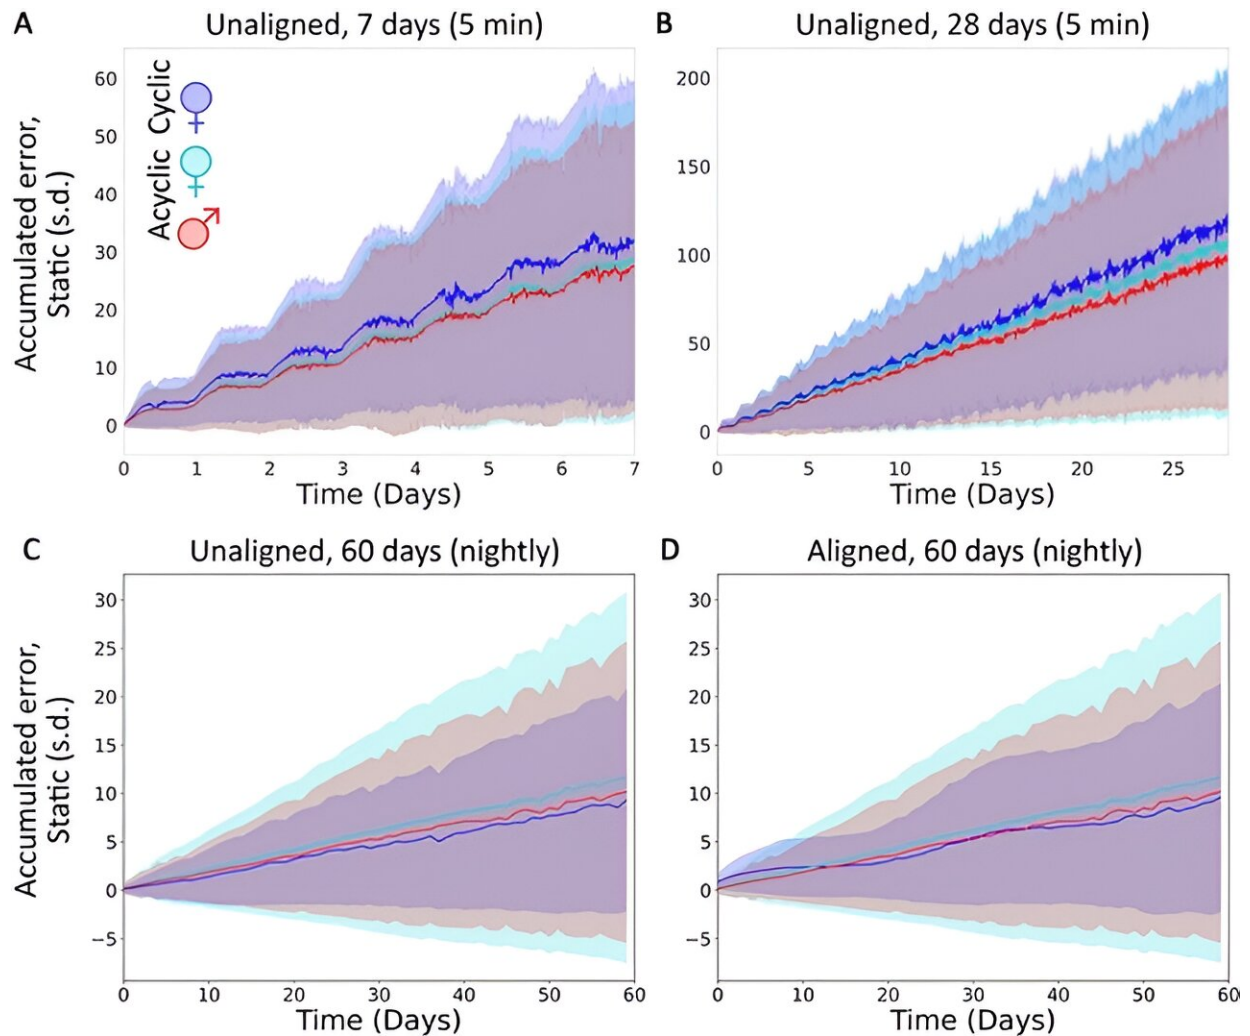 A
Unaligned, 7 days (5 min)
Accumulated error,
Static (s.d.)
60
50
40
30
20
10
0
Acyclic Cyclic
♀
♀
♂
0 1 2 3 4 5 6 7
Time (Days)
B
Unaligned, 28 days (5 min)
200
150
100
50
0
0 5 10 15 20 25
Time (Days)
C
Unaligned, 60 days (nightly)
Accumulated error,
Static (s.d.)
30
25
20
15
10
5
0
−5
0 10 20 30 40 50 60
Time (Days)
D
Aligned, 60 days (nightly)
30
25
20
15
10
5
0
−5
0 10 20 30 40 50 60
Time (Days)